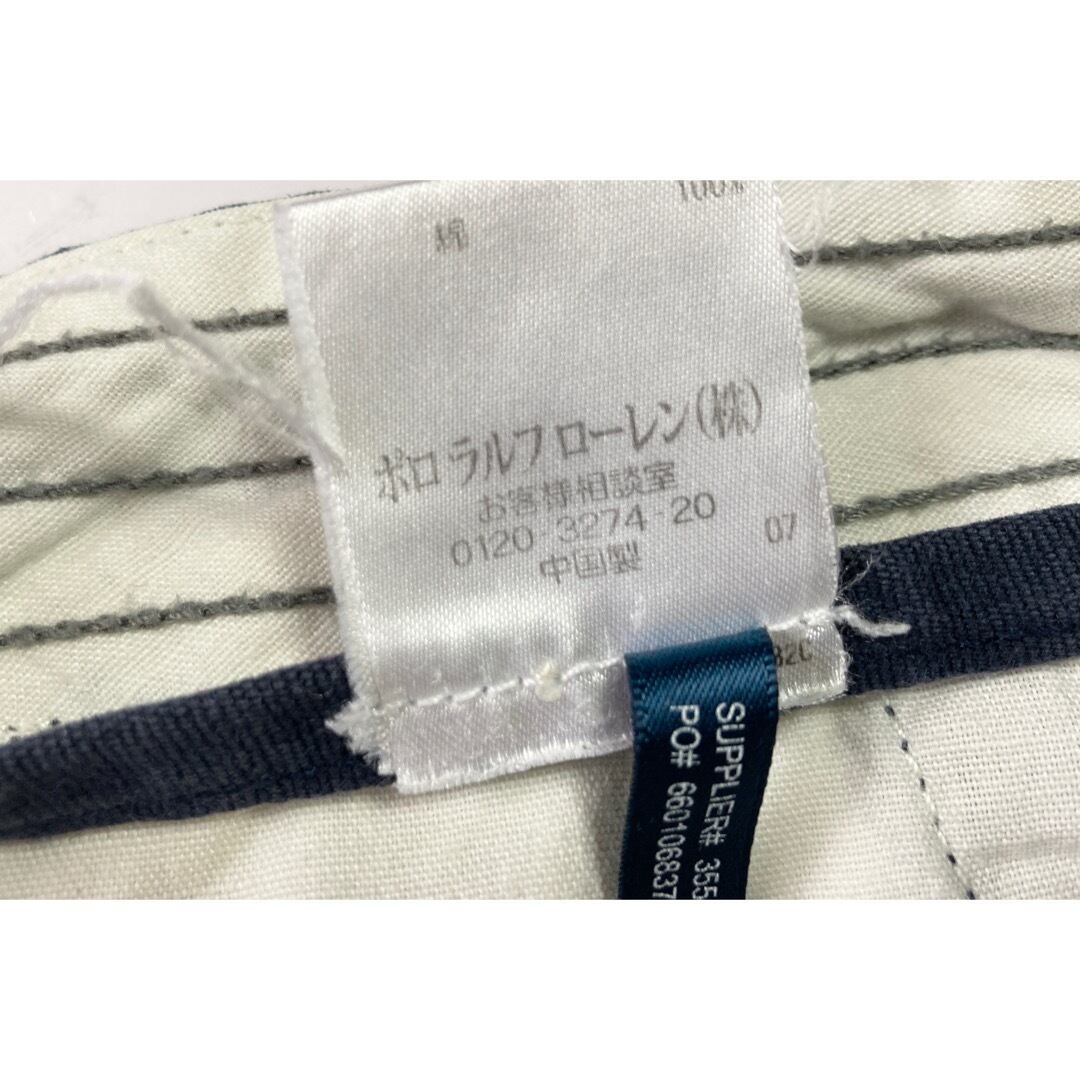 綿 100%
ポロ ラルフ ローレン(株)
お客様相談室
0120-3274-20
中国製 07
SUPPLIER# 355
PO# 660106837